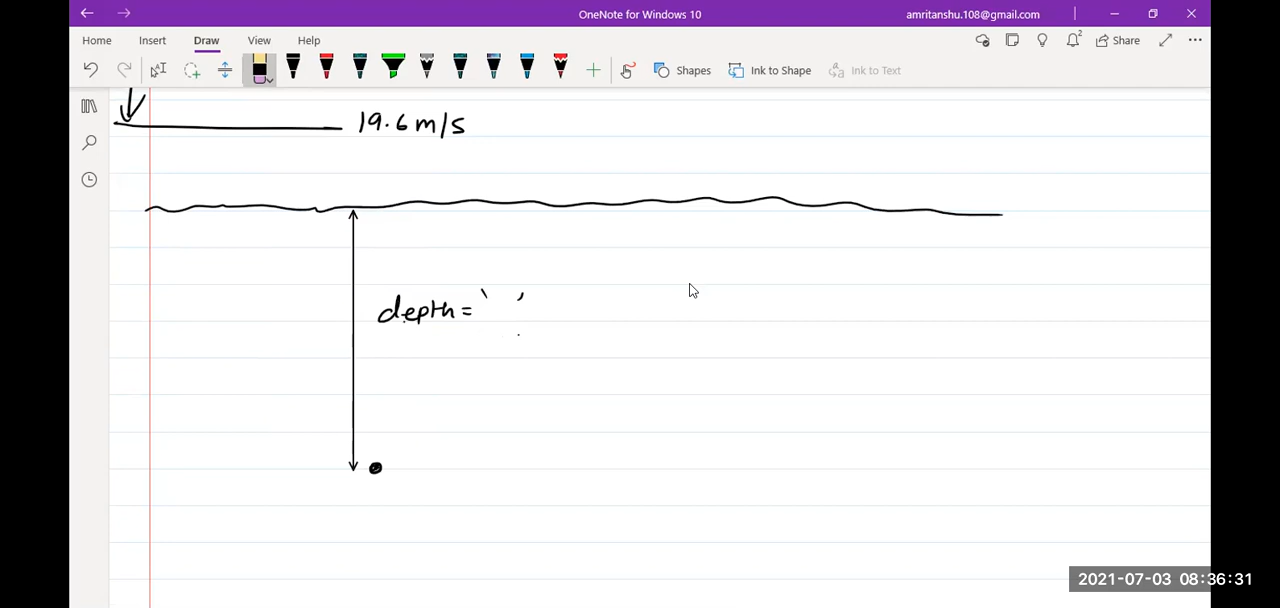 OneNote for Windows 10
amritanshu.108@gmail.com
Home Insert Draw View Help
2
Share
Shapes
Ink to Shape
Ink to Text
19.6 m/s
depth = ‘ ’
2021-07-03 08:36:31